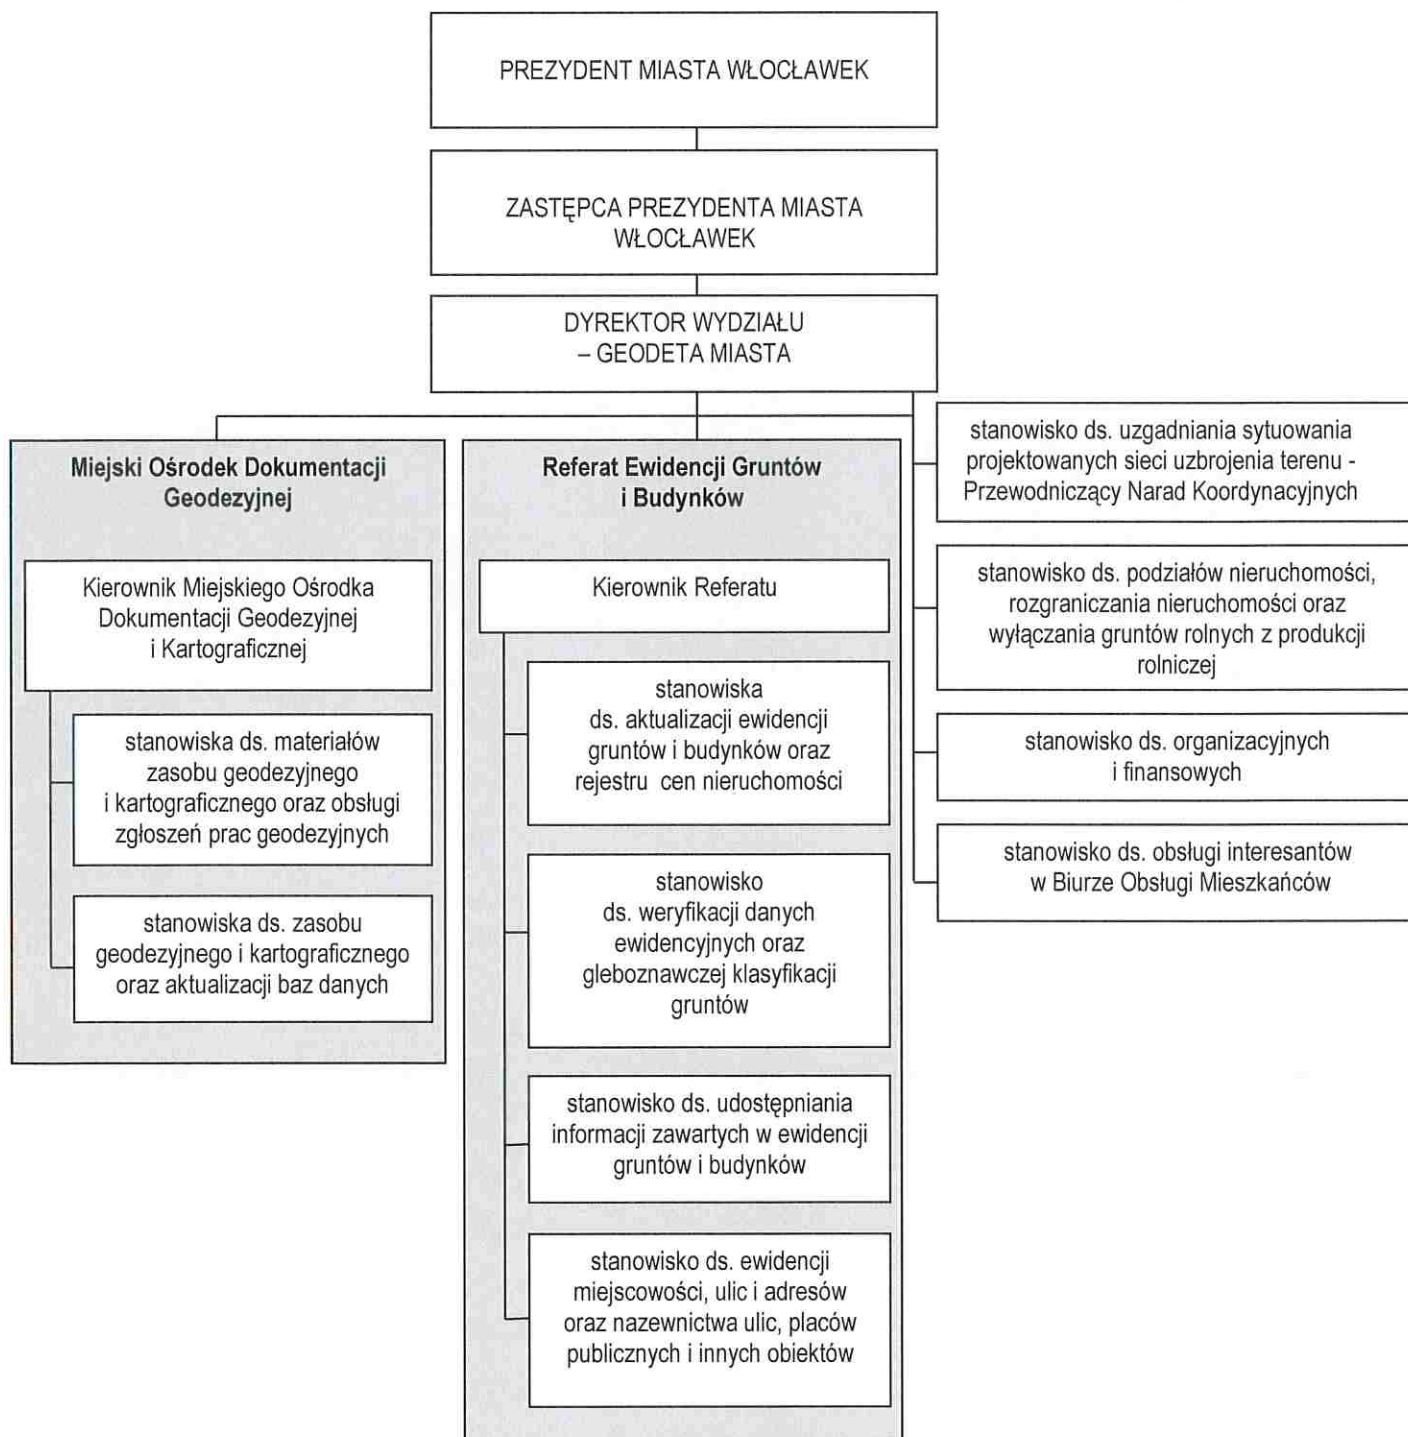 PREZYDENT MIASTA WŁOCŁAWEK
ZASTĘPCA PREZYDENTA MIASTA
WŁOCŁAWEK
DYREKTOR WYDZIAŁU
– GEODETA MIASTA
Miejski Ośrodek Dokumentacji
Geodezyjnej
Kierownik Miejskiego Ośrodka
Dokumentacji Geodezyjnej
i Kartograficznej
stanowiska ds. materiałów
zasobu geodezyjnego
i kartograficznego oraz obsługi
zgłoszeń prac geodezyjnych
stanowiska ds. zasobu
geodezyjnego i kartograficznego
oraz aktualizacji baz danych
Referat Ewidencji Gruntów
i Budynków
Kierownik Referatu
stanowiska
ds. aktualizacji ewidencji
gruntów i budynków oraz
rejestru cen nieruchomości
stanowisko
ds. weryfikacji danych
ewidencyjnych oraz
gleboznawczej klasyfikacji
gruntów
stanowisko ds. udostępniania
informacji zawartych w ewidencji
gruntów i budynków
stanowisko ds. ewidencji
miejscowości, ulic i adresów
oraz nazewnictwa ulic, placów
publicznych i innych obiektów
stanowisko ds. uzgadniania sytuowania
projektowanych sieci uzbrojenia terenu -
Przewodniczący Narad Koordynacyjnych
stanowisko ds. podziałów nieruchomości,
rozgraniczania nieruchomości oraz
wyłączania gruntów rolnych z produkcji
rolniczej
stanowisko ds. organizacyjnych
i finansowych
stanowisko ds. obsługi interesantów
w Biurze Obsługi Mieszkańców